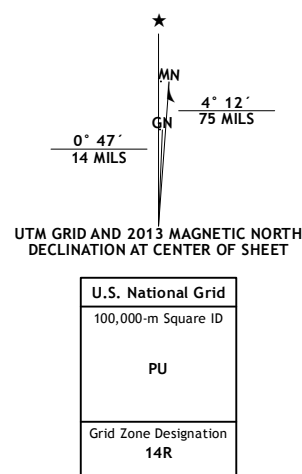 ★
MN
4° 12´
75 MILS
GN
0° 47´
14 MILS
UTM GRID AND 2013 MAGNETIC NORTH
DECLINATION AT CENTER OF SHEET
U.S. National Grid
100,000-m Square ID
PU
Grid Zone Designation
14R